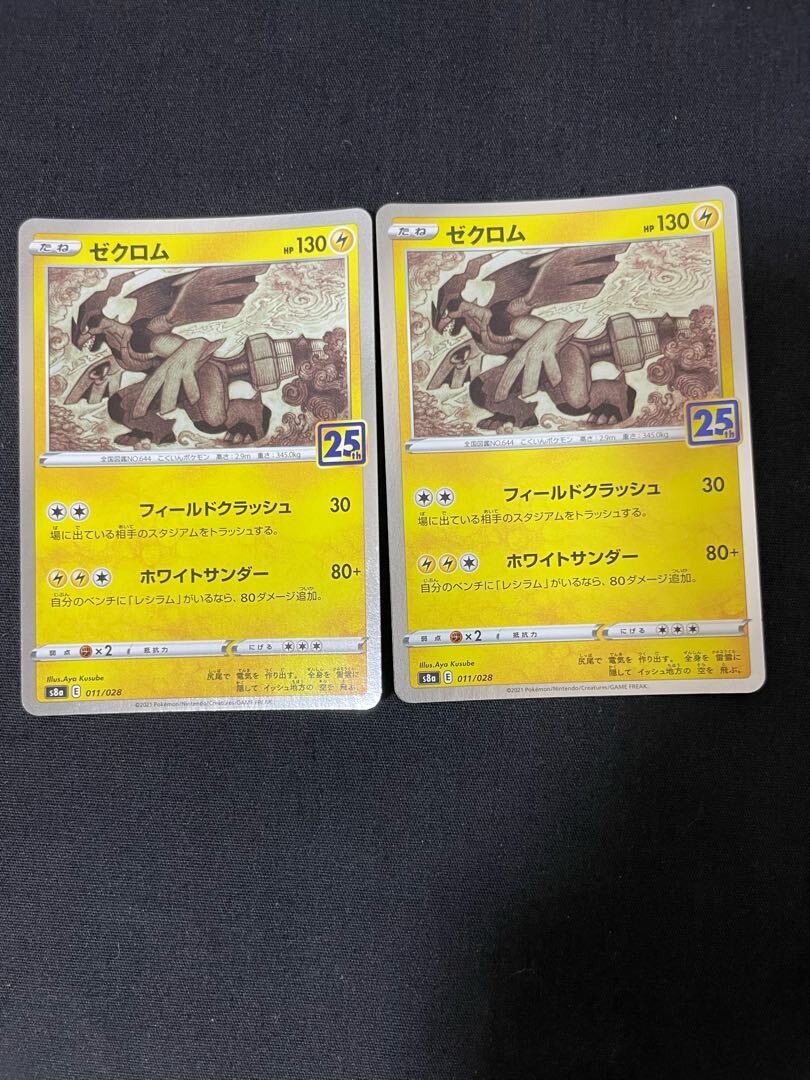 たね ゼクロム HP 130
25th
全国図鑑NO.644 こくいんポケモン 高さ:2.9m 重さ:345.0kg
フィールドクラッシュ 30
場に出ている相手のスタジアムをトラッシュする。
ホワイトサンダー 80+
自分のベンチに「レシラム」がいるなら、80ダメージ追加。
弱点 ×2 抵抗力 にげる
Illus.Aya Kusube
尻尾で 電気を 作り出す。 全身を 雷雲に
隠して イッシュ地方の 空を 飛ぶ。
s8a E 011/028
©2021 Pokémon/Nintendo/Creatures/GAME FREAK.
たね ゼクロム HP 130
25th
全国図鑑NO.644 こくいんポケモン 高さ:2.9m 重さ:345.0kg
フィールドクラッシュ 30
場に出ている相手のスタジアムをトラッシュする。
ホワイトサンダー 80+
自分のベンチに「レシラム」がいるなら、80ダメージ追加。
弱点 ×2 抵抗力 にげる
Illus.Aya Kusube
尻尾で 電気を 作り出す。 全身を 雷雲に
隠して イッシュ地方の 空を 飛ぶ。
s8a E 011/028
©2021 Pokémon/Nintendo/Creatures/GAME FREAK.